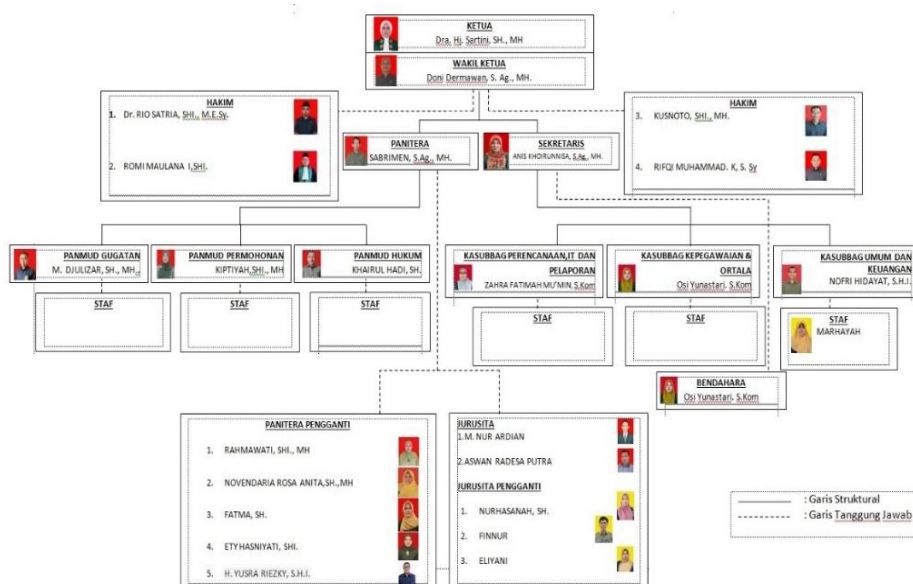 KETUA
Dra. Hj. Sartini, SH., MH
WAKIL KETUA
Doni Dermawan, S. Ag., MH.
HAKIM
1. Dr. RIO SATRIA, SHI., M.E.Sy.
2. ROMI MAULANA I,SHI.
HAKIM
3. KUSNOTO, SHI., MH.
4. RIFQI MUHAMMAD. K, S. Sy
PANITERA
SABRIMEN, S.Ag., MH.
SEKRETARIS
ANIS KHOIRUNNISA, S.Ag., MH.
PANMUD GUGATAN
M. DJULIZAR, SH., MH.,
PANMUD PERMOHONAN
KIPTIYAH,SHI., MH
PANMUD HUKUM
KHAIRUL HADI, SH.
KASUBBAG PERENCANAAN,IT DAN
PELAPORAN
ZAHRA FATIMAH MU'MIN, S.Kom
KASUBBAG KEPEGAWAIAN &
ORTALA
Osi Yunastari. S.Kom
KASUBBAG UMUM DAN
KEUANGAN
NOFRI HIDAYAT, S.H.I.
STAF
STAF
STAF
STAF
STAF
STAF
MARHAYAH
BENDAHARA
Osi Yunastari. S.Kom
PANITERA PENGGANTI
1. RAHMAWATI, SHI., MH
2. NOVENDARIA ROSA ANITA,SH.,MH
3. FATMA, SH.
4. ETY HASNIYATI, SHI.
5. H. YUSRA RIEZKY, S.H.I.
JURUSITA
1.M. NUR ARDIAN
2.ASWAN RADESA PUTRA
JURUSITA PENGGANTI
1. NURHASANAH, SH.
2. FINNUR
3. ELIYANI
: Garis Struktural
: Garis Tanggung Jawab